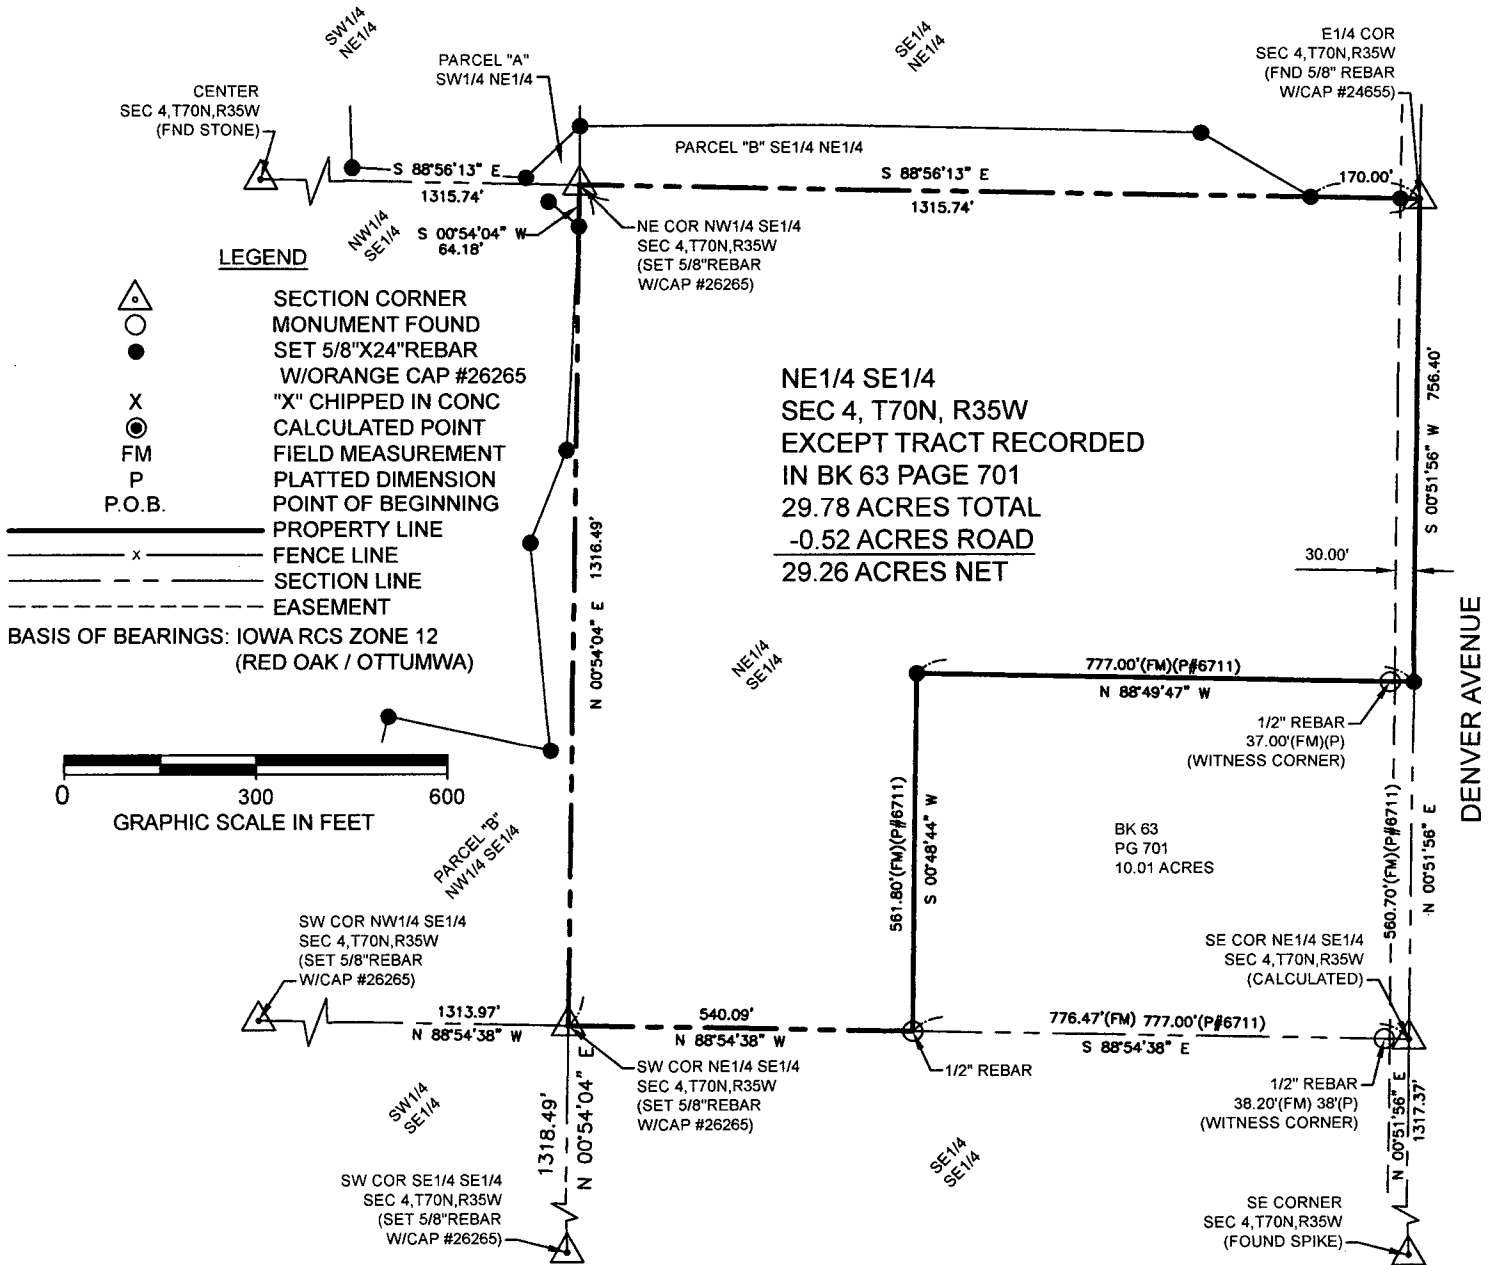 SW1/4
NE1/4
SE1/4
NE1/4
E1/4 COR
SEC 4,T70N,R35W
(FND 5/8" REBAR
W/CAP #24655)
PARCEL "A"
SW1/4 NE1/4
CENTER
SEC 4,T70N,R35W
(FND STONE)
PARCEL "B" SE1/4 NE1/4
S 88°56'13" E
1315.74'
S 88°56'13" E
1315.74'
170.00'
NW1/4
SE1/4
S 00°54'04" W
64.18'
NE COR NW1/4 SE1/4
SEC 4,T70N,R35W
(SET 5/8"REBAR
W/CAP #26265)
LEGEND
SECTION CORNER
MONUMENT FOUND
SET 5/8"X24"REBAR
W/ORANGE CAP #26265
X "X" CHIPPED IN CONC
CALCULATED POINT
FM FIELD MEASUREMENT
P PLATTED DIMENSION
P.O.B. POINT OF BEGINNING
PROPERTY LINE
x FENCE LINE
SECTION LINE
EASEMENT
BASIS OF BEARINGS: IOWA RCS ZONE 12
(RED OAK / OTTUMWA)
NE1/4 SE1/4
SEC 4, T70N, R35W
EXCEPT TRACT RECORDED
IN BK 63 PAGE 701
29.78 ACRES TOTAL
-0.52 ACRES ROAD
29.26 ACRES NET
S 00°51'56" W 756.40'
30.00'
N 00°54'04" E 1316.49'
DENVER AVENUE
NE1/4
SE1/4
777.00'(FM)(P#6711)
N 88°49'47" W
1/2" REBAR
37.00'(FM)(P)
(WITNESS CORNER)
0 300 600
GRAPHIC SCALE IN FEET
561.80'(FM)(P#6711)
S 00°48'44" W
BK 63
PG 701
10.01 ACRES
560.70'(FM)(P#6711)
N 00°51'56" E
PARCEL "B"
NW1/4 SE1/4
SW COR NW1/4 SE1/4
SEC 4,T70N,R35W
(SET 5/8"REBAR
W/CAP #26265)
SE COR NE1/4 SE1/4
SEC 4,T70N,R35W
(CALCULATED)
1313.97'
N 88°54'38" W
540.09'
N 88°54'38" W
776.47'(FM) 777.00'(P#6711)
S 88°54'38" E
SW COR NE1/4 SE1/4
SEC 4,T70N,R35W
(SET 5/8"REBAR
W/CAP #26265)
1/2" REBAR
1/2" REBAR
38.20'(FM) 38'(P)
(WITNESS CORNER)
SW1/4
SE1/4
1318.49'
N 00°54'04" E
SE1/4
SE1/4
N 00°51'56" E
1317.37'
SW COR SE1/4 SE1/4
SEC 4,T70N,R35W
(SET 5/8"REBAR
W/CAP #26265)
SE CORNER
SEC 4,T70N,R35W
(FOUND SPIKE)